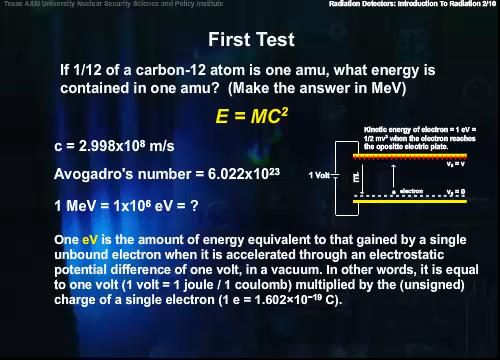 Texas A&M University Nuclear Security Science and Policy Institute
Radiation Detectors: Introduction To Radiation 2/10
First Test
If 1/12 of a carbon-12 atom is one amu, what energy is
contained in one amu? (Make the answer in MeV)
E = MC²
c = 2.998x10⁸ m/s
Avogadro's number = 6.022x10²³
1 MeV = 1x10⁶ eV = ?
Kinetic energy of electron = 1 eV =
1/2 mv² when the electron reaches
the opositte electric plate.
vₑ = v
1 Volt
electron
vₑ = 0
One eV is the amount of energy equivalent to that gained by a single
unbound electron when it is accelerated through an electrostatic
potential difference of one volt, in a vacuum. In other words, it is equal
to one volt (1 volt = 1 joule / 1 coulomb) multiplied by the (unsigned)
charge of a single electron (1 e = 1.602×10⁻¹⁹ C).